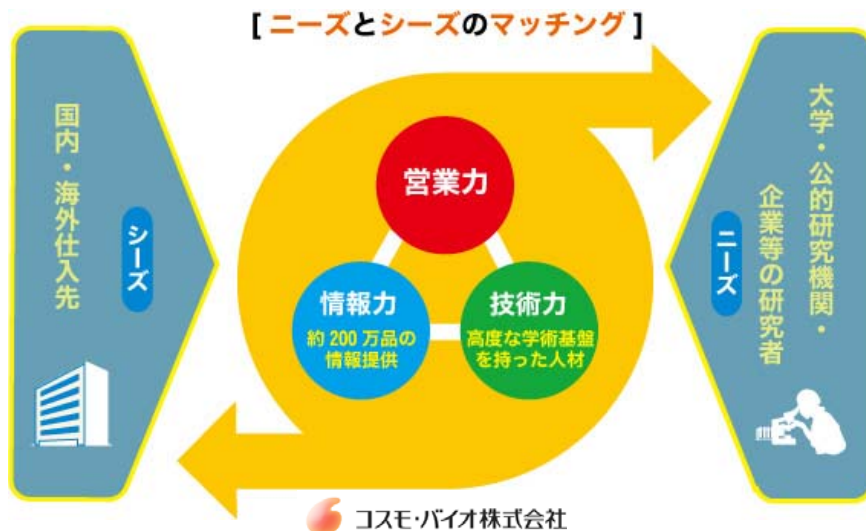 [ ニーズとシーズのマッチング ]
国内・海外仕入先
シーズ
営業力
情報力
約200万品の
情報提供
技術力
高度な学術基盤
を持った人材
大学・公的研究機関・
企業等の研究者
ニーズ
コスモ・バイオ株式会社